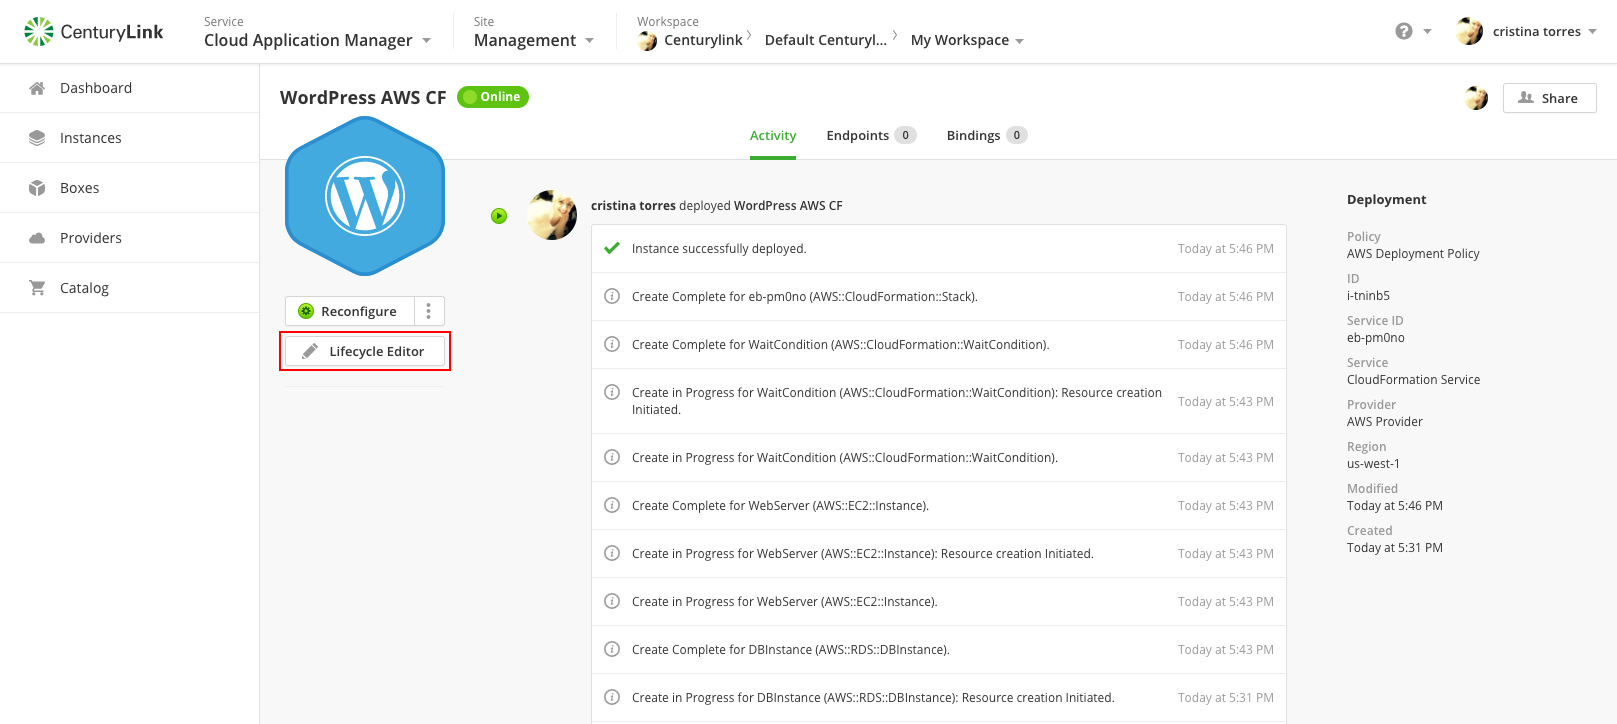 CenturyLink
Service
Cloud Application Manager
Site
Management
Workspace
Centurylink
Default Centuryl...
My Workspace
?
cristina torres
Dashboard
Instances
Boxes
Providers
Catalog
WordPress AWS CF
Online
Share
Activity
Endpoints 0
Bindings 0
W
Reconfigure
Lifecycle Editor
cristina torres deployed WordPress AWS CF
Instance successfully deployed. Today at 5:46 PM
Create Complete for eb-pm0no (AWS::CloudFormation::Stack). Today at 5:46 PM
Create Complete for WaitCondition (AWS::CloudFormation::WaitCondition). Today at 5:46 PM
Create in Progress for WaitCondition (AWS::CloudFormation::WaitCondition): Resource creation
Initiated. Today at 5:43 PM
Create in Progress for WaitCondition (AWS::CloudFormation::WaitCondition). Today at 5:43 PM
Create Complete for WebServer (AWS::EC2::Instance). Today at 5:43 PM
Create in Progress for WebServer (AWS::EC2::Instance): Resource creation Initiated. Today at 5:43 PM
Create in Progress for WebServer (AWS::EC2::Instance). Today at 5:43 PM
Create Complete for DBInstance (AWS::RDS::DBInstance). Today at 5:43 PM
Create in Progress for DBInstance (AWS::RDS::DBInstance): Resource creation Initiated. Today at 5:31 PM
Deployment
Policy
AWS Deployment Policy
ID
i-tninb5
Service ID
eb-pm0no
Service
CloudFormation Service
Provider
AWS Provider
Region
us-west-1
Modified
Today at 5:46 PM
Created
Today at 5:31 PM